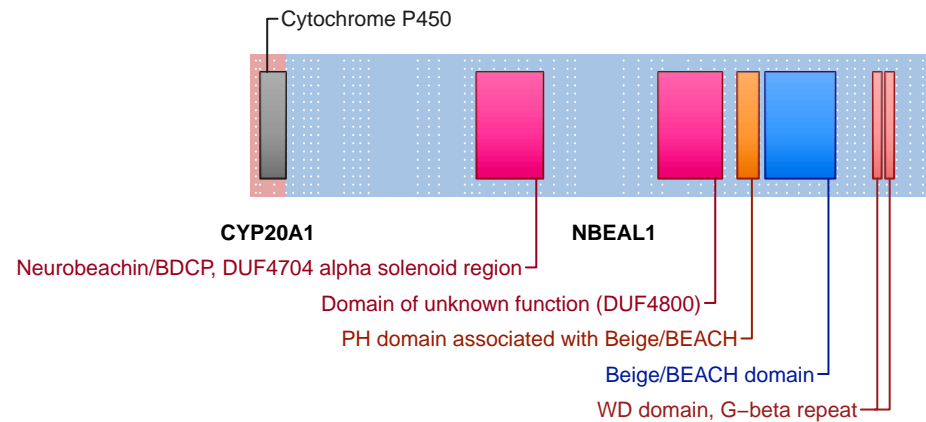 Cytochrome P450
CYP20A1
NBEAL1
Neurobeachin/BDCP, DUF4704 alpha solenoid region
Domain of unknown function (DUF4800)
PH domain associated with Beige/BEACH
Beige/BEACH domain
WD domain, G−beta repeat